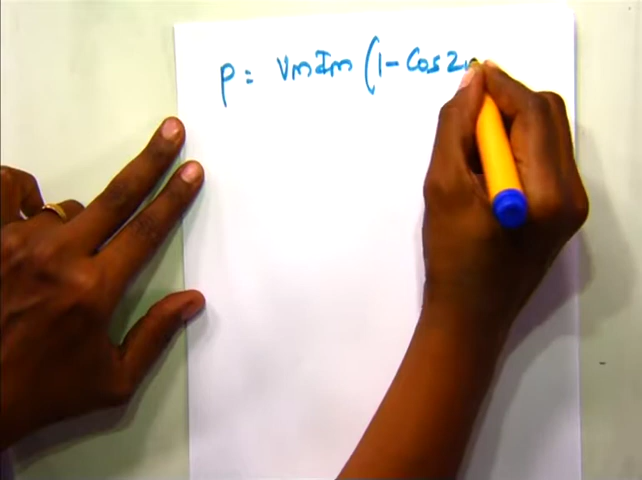 P = VmIm (1- Cos 2